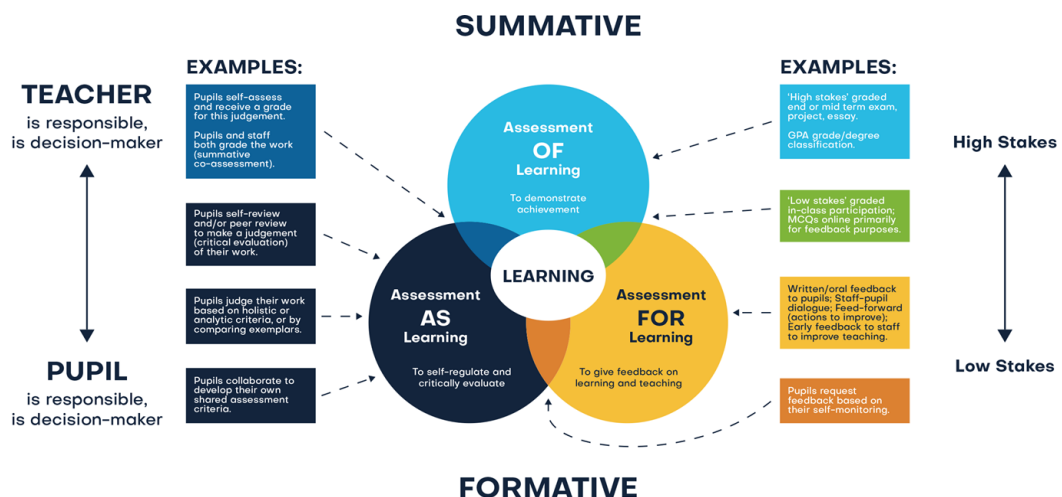 SUMMATIVE
TEACHER
is responsible,
is decision-maker
PUPIL
is responsible,
is decision-maker
EXAMPLES:
Pupils self-assess
and receive a grade
for this judgement.
Pupils and staff
both grade the work
(summative
co-assessment).
Pupils self-review
and/or peer review
to make a judgement
(critical evaluation)
of their work.
Pupils judge their work
based on holistic or
analytic criteria, or by
comparing exemplars.
Pupils collaborate to
develop their own
shared assessment
criteria.
Assessment
OF
Learning
To demonstrate
achievement
LEARNING
Assessment
AS
Learning
To self-regulate and
critically evaluate
Assessment
FOR
Learning
To give feedback on
learning and teaching
EXAMPLES:
'High stakes' graded
end or mid term exam,
project, essay.
GPA grade/degree
classification.
'Low stakes' graded
in-class participation;
MCQs online primarily
for feedback purposes.
Written/oral feedback
to pupils; Staff-pupil
dialogue; Feed-forward
(actions to improve);
Early feedback to staff
to improve teaching.
Pupils request
feedback based on
their self-monitoring.
High Stakes
Low Stakes
FORMATIVE